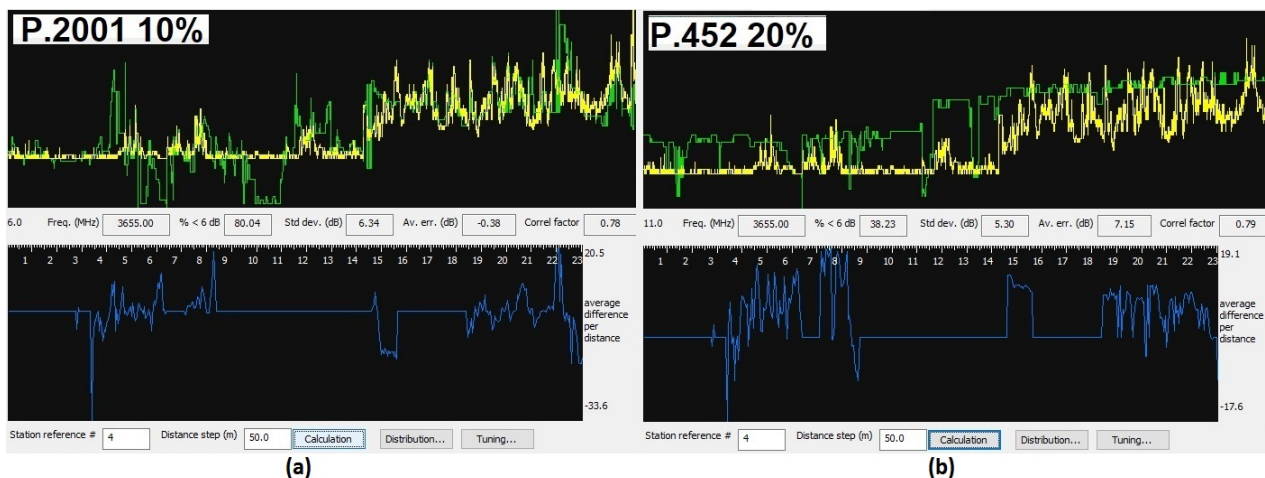 P.2001 10%
6.0 Freq. (MHz) 3655.00 % < 6 dB 80.04 Std dev. (dB) 6.34 Av. err. (dB) -0.38 Correl factor 0.78
1 2 3 4 5 6 7 8 9 10 11 12 13 14 15 16 17 18 19 20 21 22 23
20.5
average
difference
per
distance
-33.6
Station reference # 4 Distance step (m) 50.0 Calculation Distribution... Tuning...
(a)
P.452 20%
11.0 Freq. (MHz) 3655.00 % < 6 dB 38.23 Std dev. (dB) 5.30 Av. err. (dB) 7.15 Correl factor 0.79
1 2 3 4 5 6 7 8 9 10 11 12 13 14 15 16 17 18 19 20 21 22 23
19.1
average
difference
per
distance
-17.6
Station reference # 4 Distance step (m) 50.0 Calculation Distribution... Tuning...
(b)